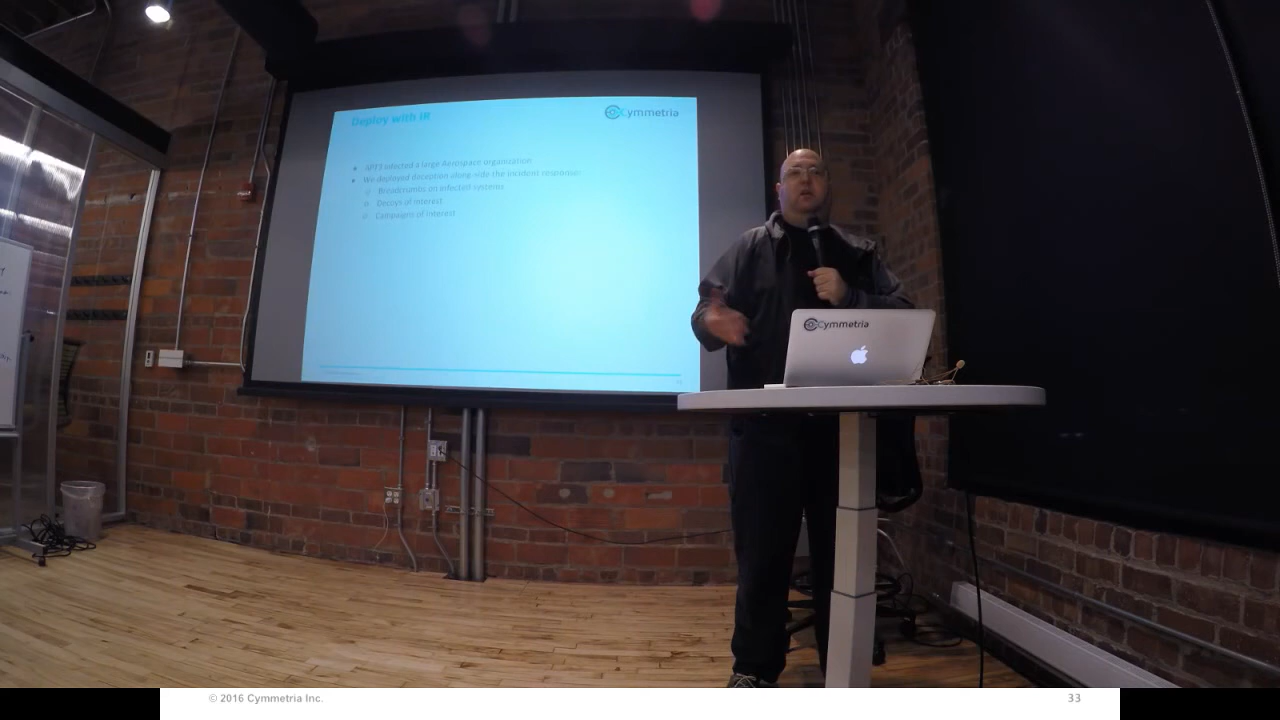 Deploy with IR
Cymmetria
APT3 infected a large Aerospace organization
We deployed deception along-side the incident response:
Breadcrumbs on infected systems
Decoys of interest
Campaigns of interest
Cymmetria
© 2016 Cymmetria Inc.
33